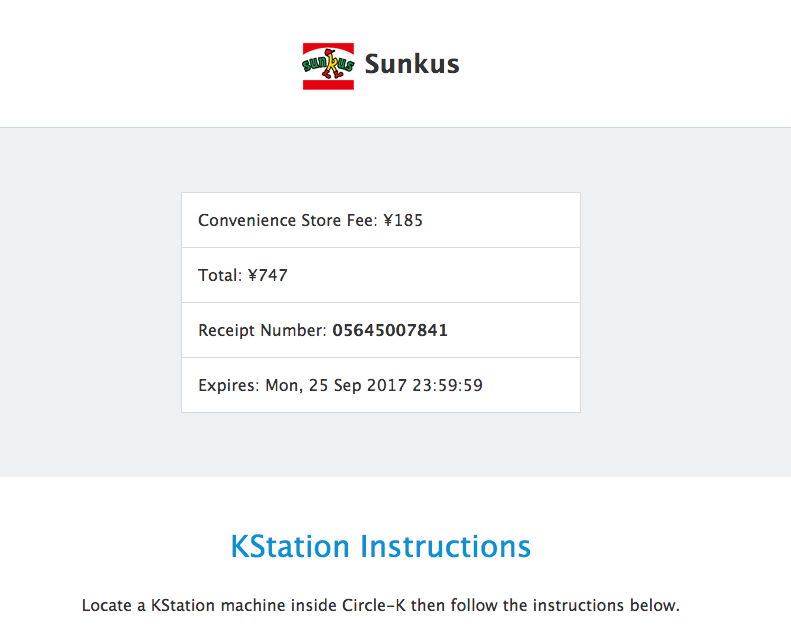 sunkus
Sunkus
Convenience Store Fee: ¥185
Total: ¥747
Receipt Number: 05645007841
Expires: Mon, 25 Sep 2017 23:59:59
KStation Instructions
Locate a KStation machine inside Circle-K then follow the instructions below.